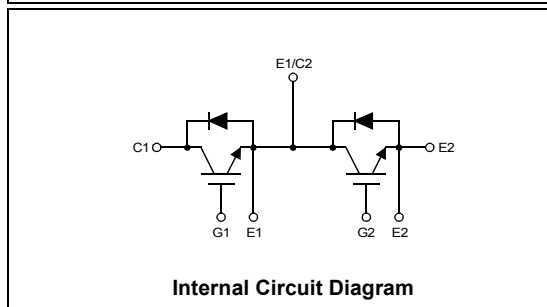 E1/C2
C1
E2
G1
E1
G2
E2
Internal Circuit Diagram